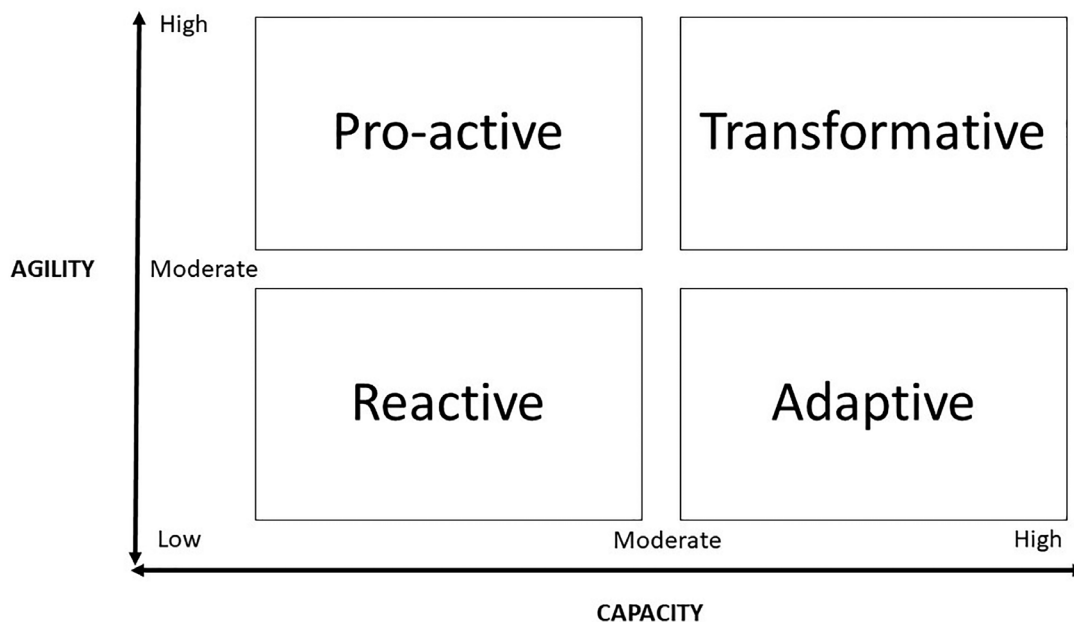 High
Pro-active
Transformative
AGILITY
Moderate
Reactive
Adaptive
Low
Moderate
High
CAPACITY